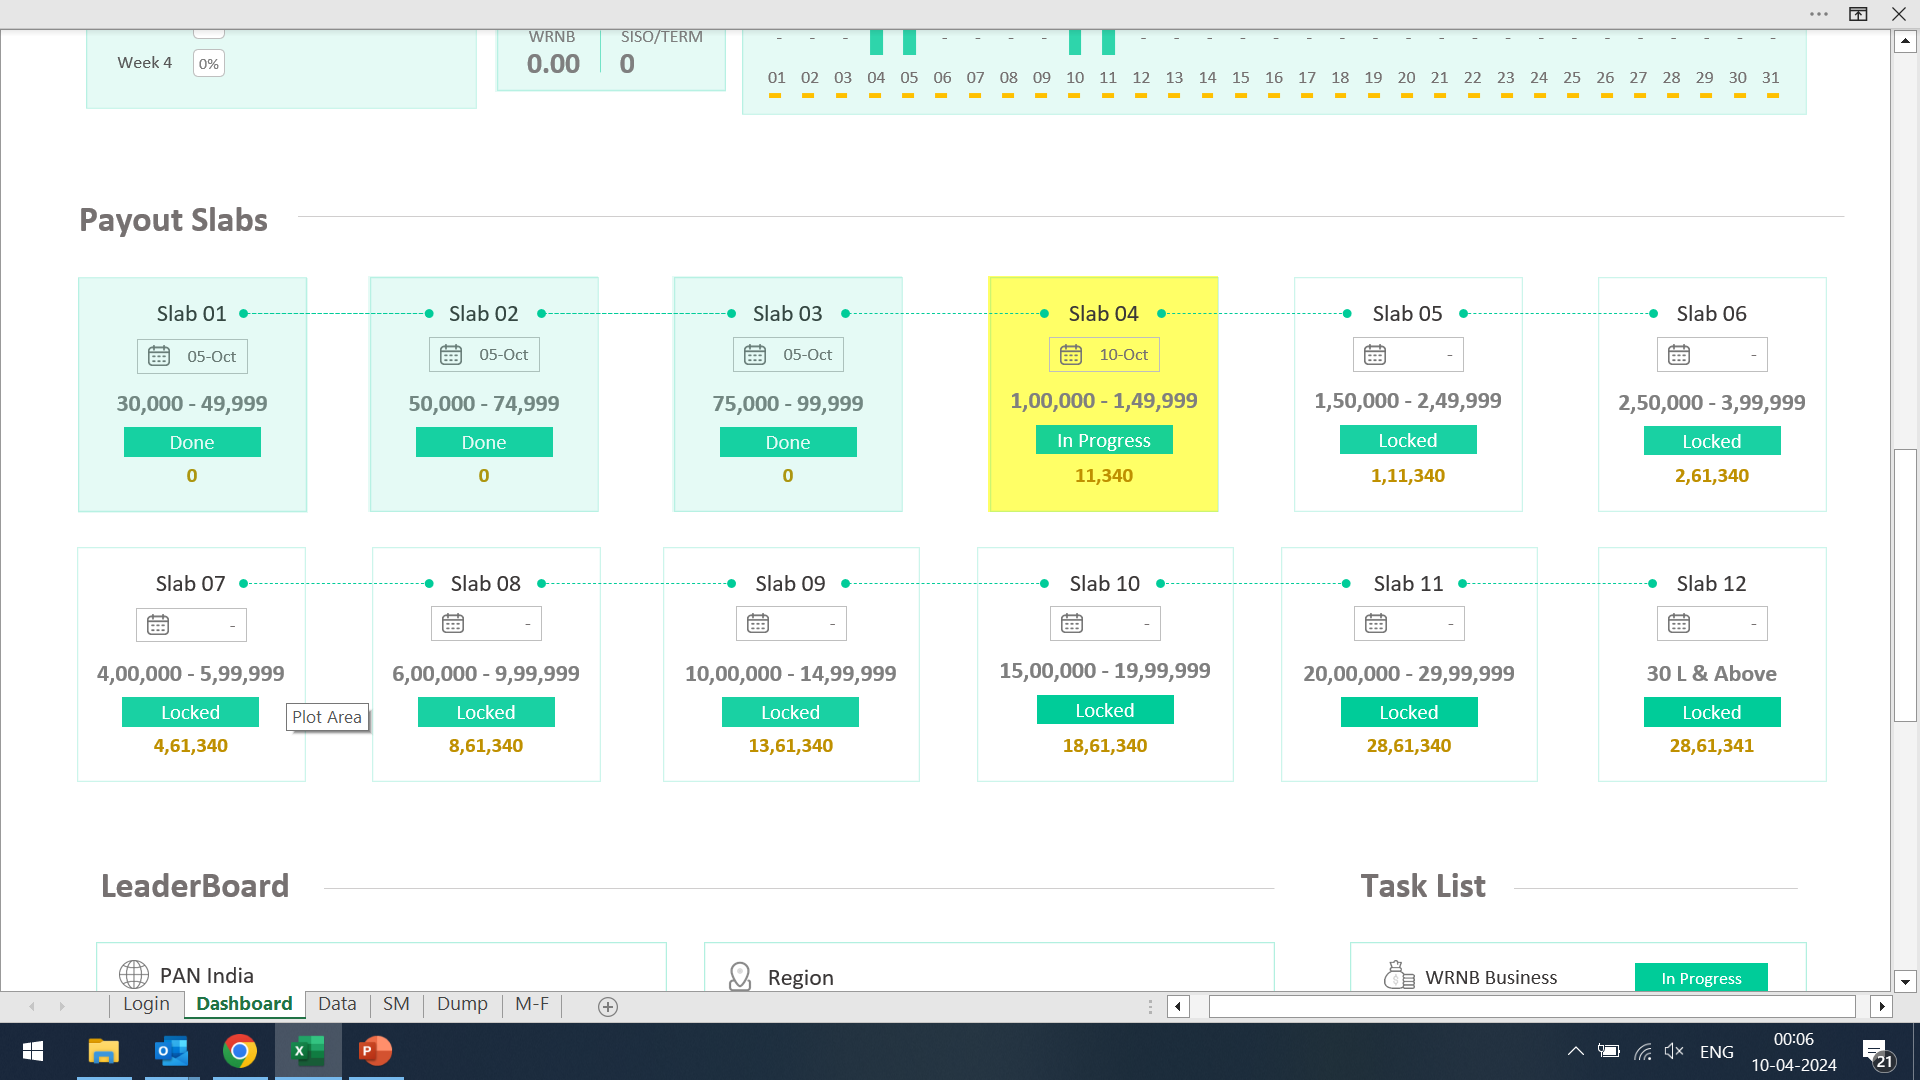 WRNB SISO/TERM
Week 4 0% 0.00 0
- - - - - - - - - - - - - - - - - - - - - - - - - - -
01 02 03 04 05 06 07 08 09 10 11 12 13 14 15 16 17 18 19 20 21 22 23 24 25 26 27 28 29 30 31
Payout Slabs
Slab 01 Slab 02 Slab 03 Slab 04 Slab 05 Slab 06
05-Oct 05-Oct 05-Oct 10-Oct - -
30,000 - 49,999 50,000 - 74,999 75,000 - 99,999 1,00,000 - 1,49,999 1,50,000 - 2,49,999 2,50,000 - 3,99,999
Done Done Done In Progress Locked Locked
0 0 0 11,340 1,11,340 2,61,340
Slab 07 Slab 08 Slab 09 Slab 10 Slab 11 Slab 12
- - - - - -
4,00,000 - 5,99,999 6,00,000 - 9,99,999 10,00,000 - 14,99,999 15,00,000 - 19,99,999 20,00,000 - 29,99,999 30 L & Above
Locked Locked Locked Locked Locked Locked
Plot Area
4,61,340 8,61,340 13,61,340 18,61,340 28,61,340 28,61,341
LeaderBoard Task List
PAN India Region WRNB Business In Progress
Login Dashboard Data SM Dump M-F
ENG 00:06
10-04-2024 21